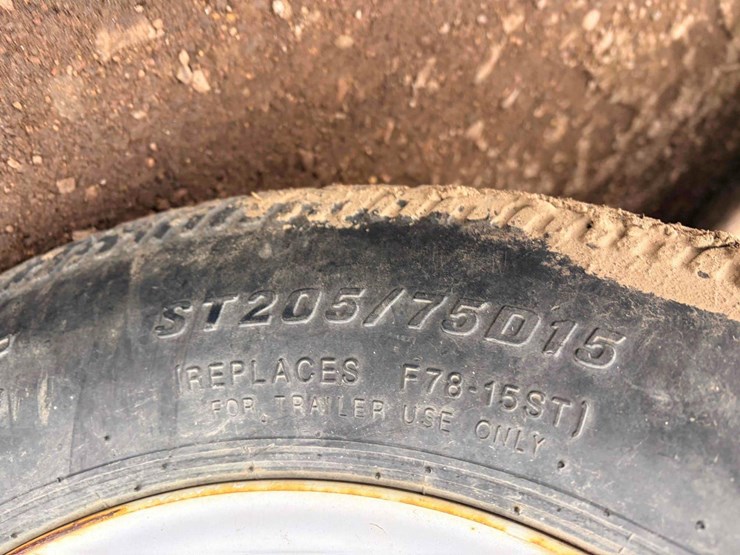 ST205/75D15
(REPLACES F78-15ST)
FOR TRAILER USE ONLY